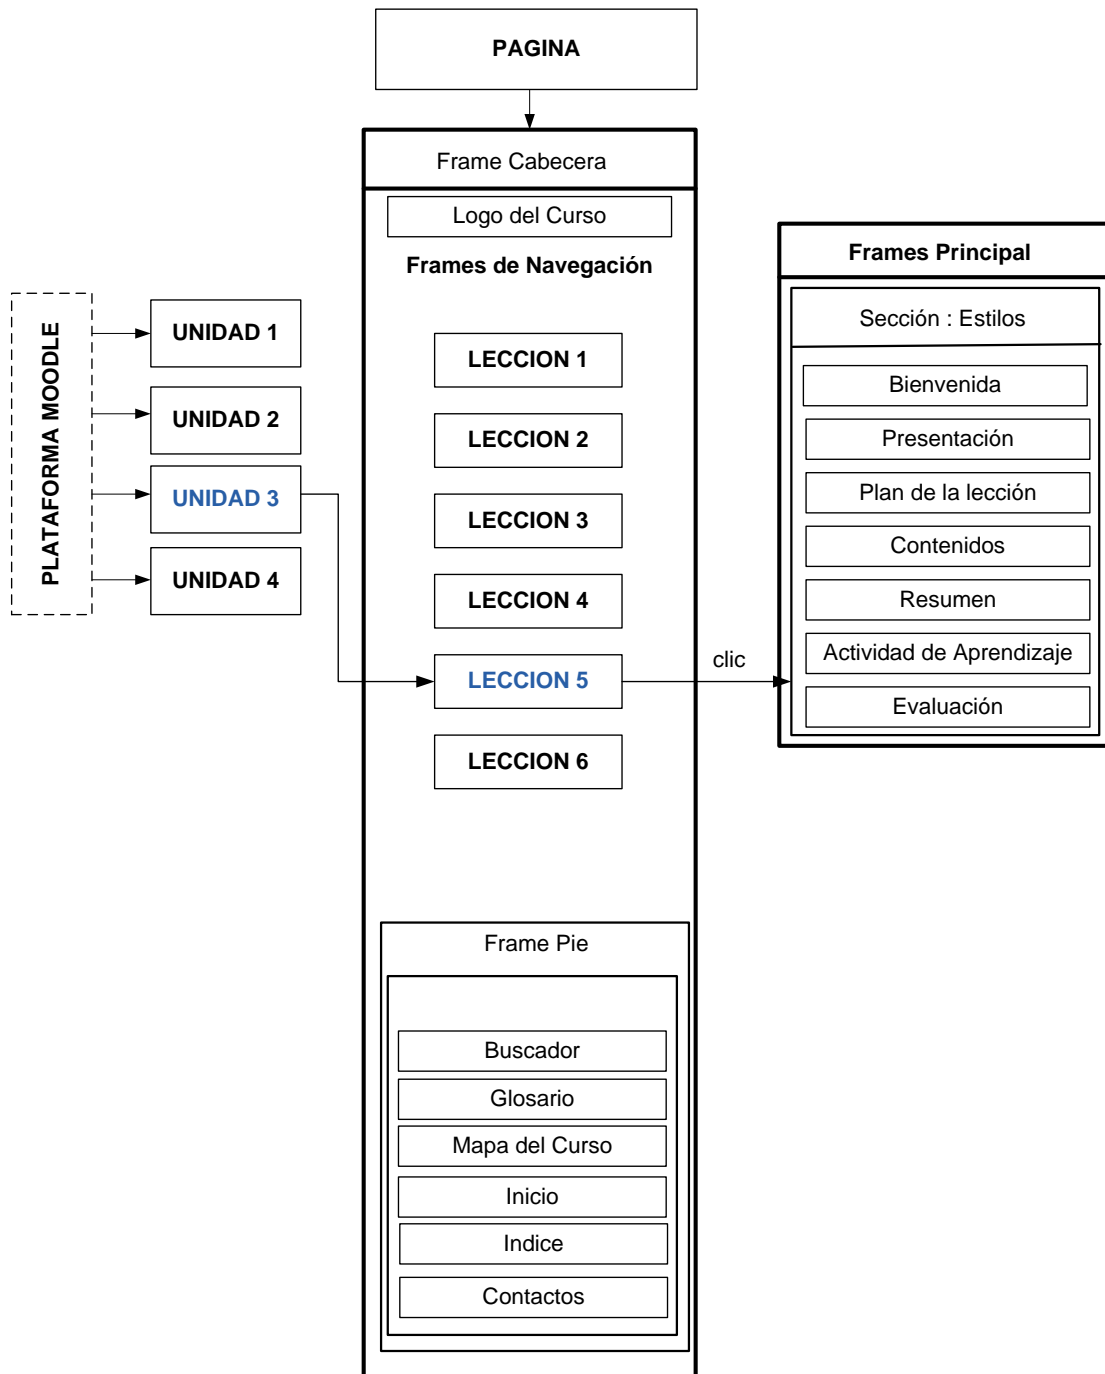 PAGINA
Frame Cabecera
Logo del Curso
Frames de Navegación
PLATAFORMA MOODLE
UNIDAD 1
UNIDAD 2
UNIDAD 3
UNIDAD 4
LECCION 1
LECCION 2
LECCION 3
LECCION 4
LECCION 5
LECCION 6
clic
Frames Principal
Sección : Estilos
Bienvenida
Presentación
Plan de la lección
Contenidos
Resumen
Actividad de Aprendizaje
Evaluación
Frame Pie
Buscador
Glosario
Mapa del Curso
Inicio
Indice
Contactos